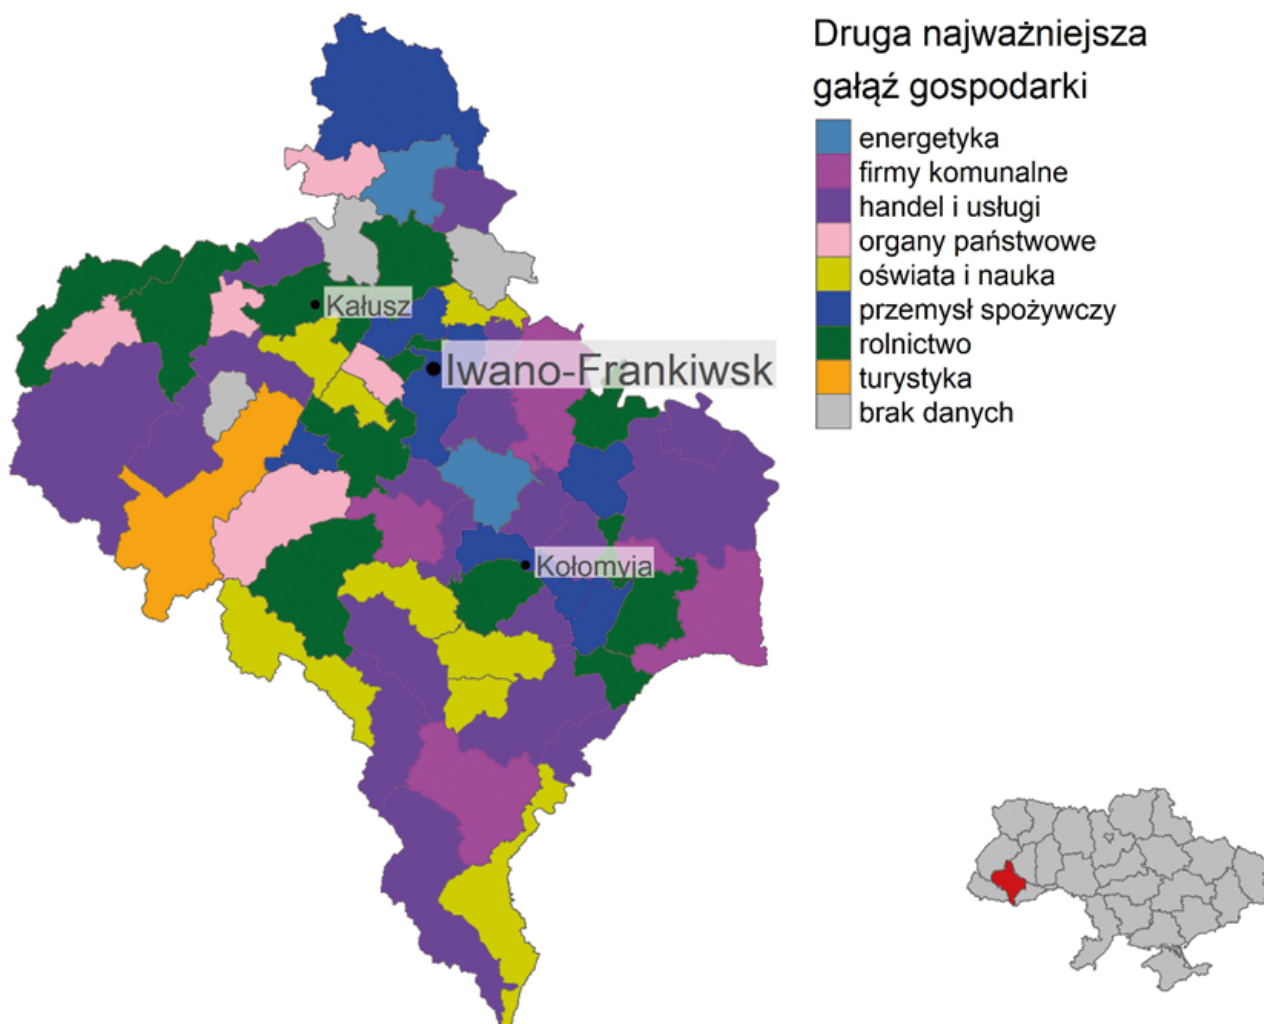 Druga najważniejsza
gałąź gospodarki
energetyka
firmy komunalne
handel i usługi
organy państwowe
oświata i nauka
przemysł spożywczy
rolnictwo
turystyka
brak danych
Kałusz
Iwano-Frankiwsk
Kołomyja